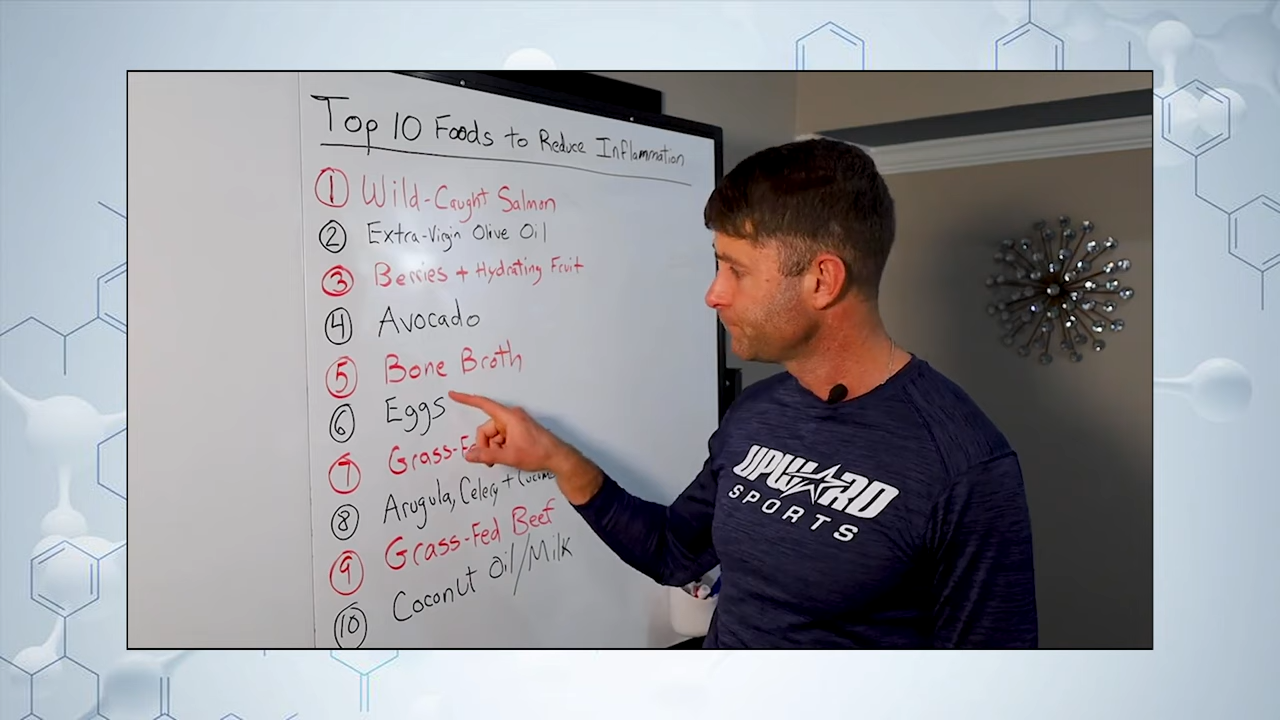 Top 10 Foods to Reduce Inflammation
1 Wild-Caught Salmon
2 Extra-Virgin Olive Oil
3 Berries + Hydrating Fruit
4 Avocado
5 Bone Broth
6 Eggs
7
8 Arugula, Celery +
9 Grass-Fed Beef
10 Coconut Oil/Milk
UPWARD
SPORTS